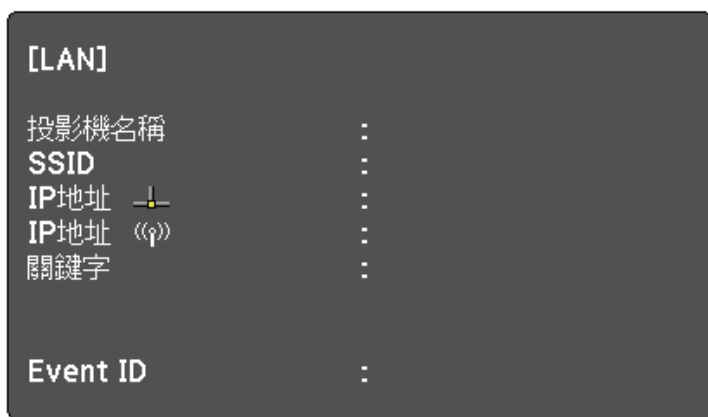 [LAN]
投影機名稱 :
SSID :
IP地址 :
IP地址 :
關鍵字 :
Event ID :